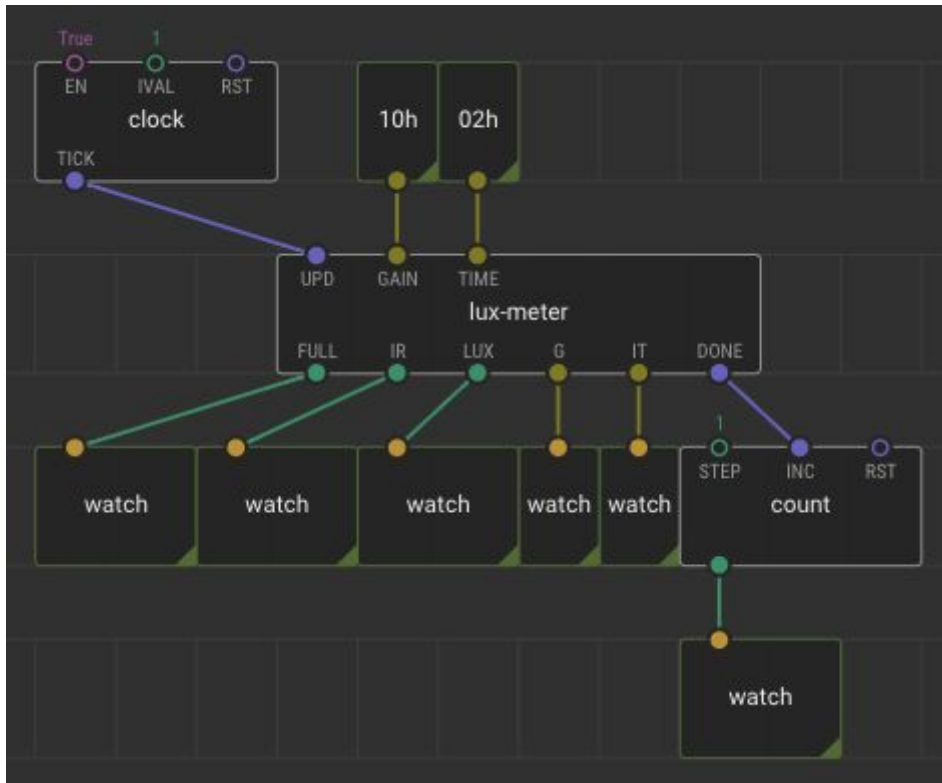 True 1
EN IVAL RST
clock
10h 02h
TICK
UPD GAIN TIME
lux-meter
FULL IR LUX G IT DONE
1
STEP INC RST
watch watch watch watch watch count
watch